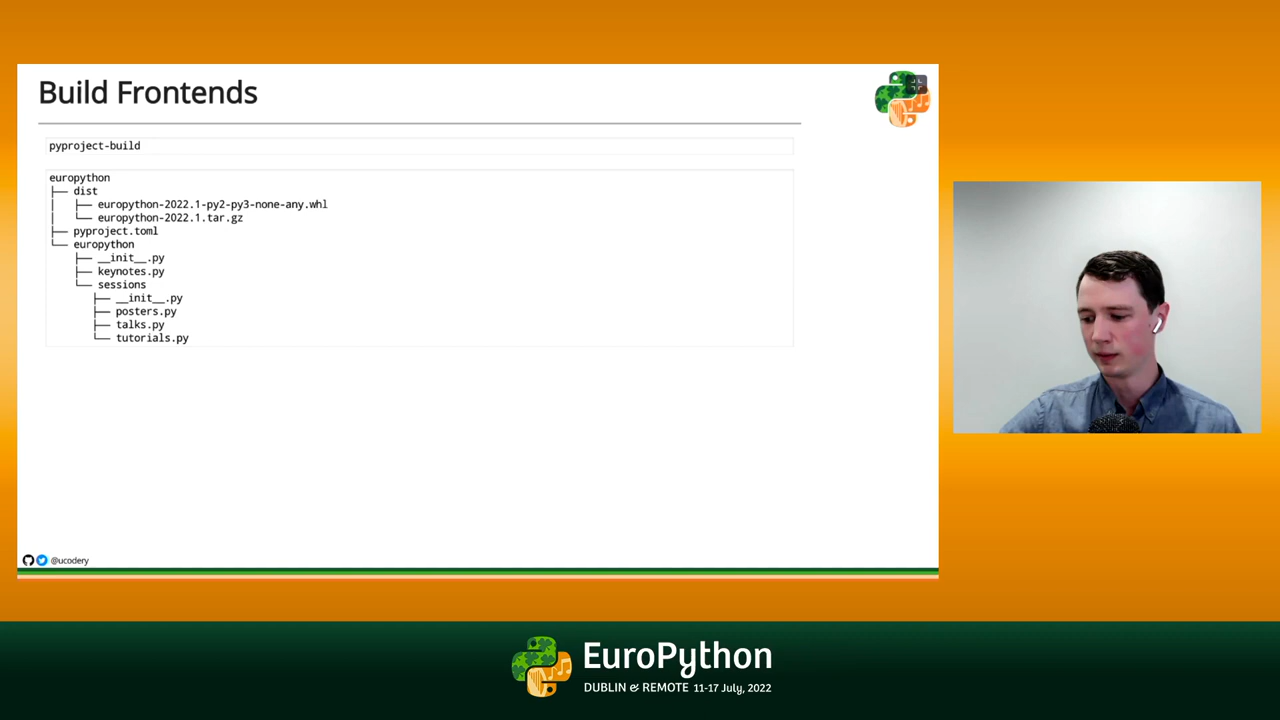 Build Frontends
pyproject-build
europython
├── dist
│   ├── europython-2022.1-py2-py3-none-any.whl
│   └── europython-2022.1.tar.gz
├── pyproject.toml
└── europython
    ├── __init__.py
    ├── keynotes.py
    └── sessions
        ├── __init__.py
        ├── posters.py
        ├── talks.py
        └── tutorials.py
@ucodery
EuroPython
DUBLIN & REMOTE 11-17 July, 2022